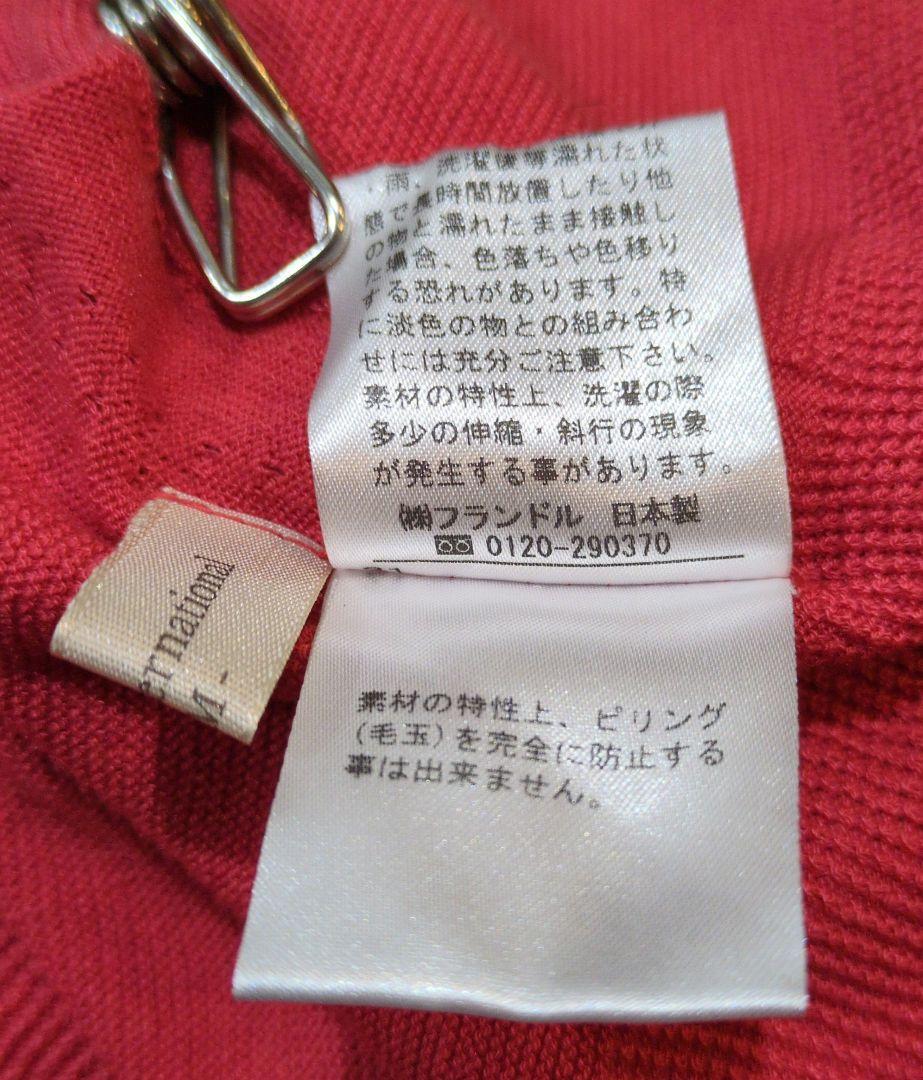 雨、洗濯後等濡れた状
態で長時間放置したり他
の物と濡れたまま接触し
た場合、色落ちや色移り
する恐れがあります。特
に淡色の物との組み合わ
せには充分ご注意下さい。
素材の特性上、洗濯の際
多少の伸縮・斜行の現象
が発生する事があります。
㈱フランドル 日本製
0120-290370
ernational
M -
素材の特性上、ピリング
(毛玉)を完全に防止する
事は出来ません。